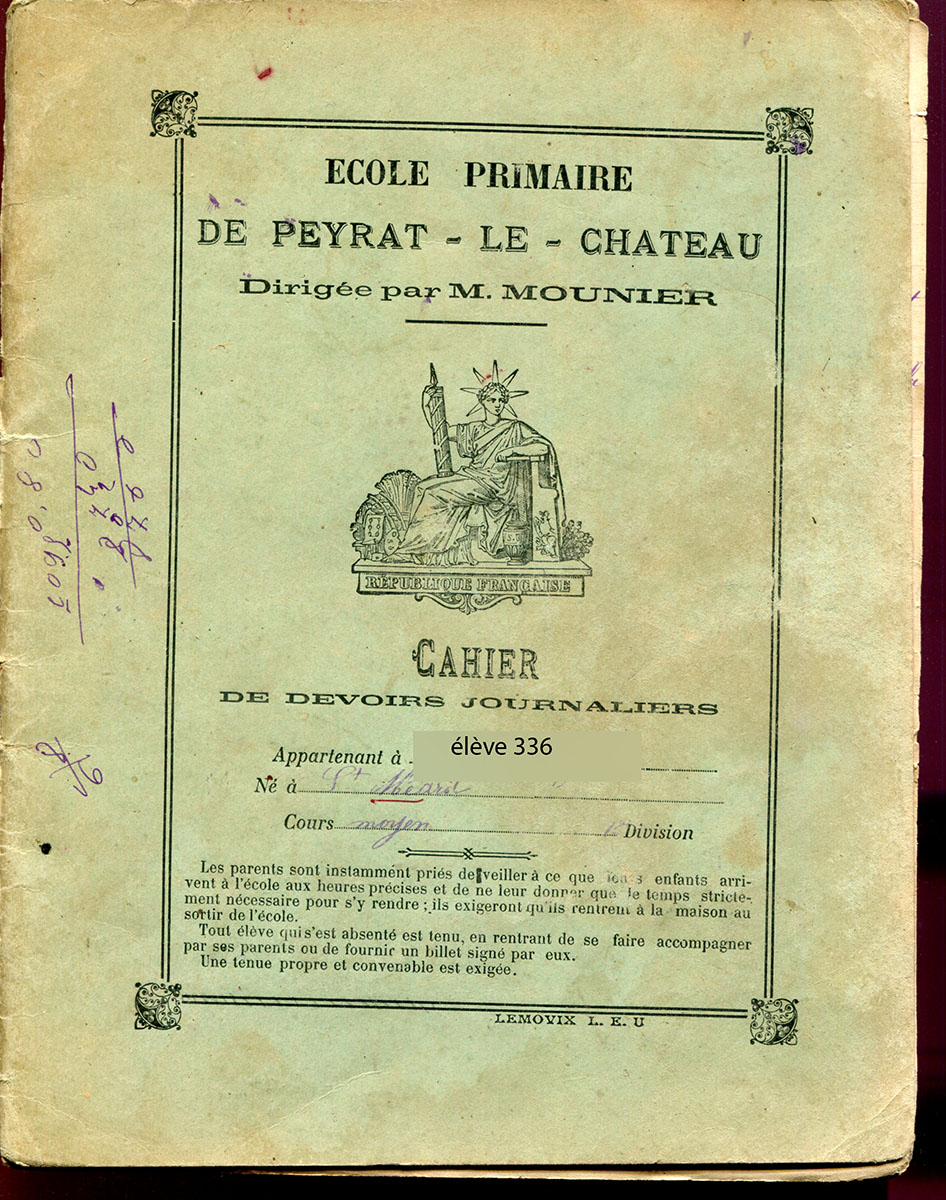 ECOLE PRIMAIRE
DE PEYRAT - LE - CHATEAU
Dirigée par M. MOUNIER
RÉPUBLIQUE FRANÇAISE
CAHIER
DE DEVOIRS JOURNALIERS
Appartenant à élève 336
Né à St Méard
Cours moyen Division
Les parents sont instamment priés de veiller à ce que leurs enfants arri-
vent à l'école aux heures précises et de ne leur donner que le temps stricte-
ment nécessaire pour s'y rendre ; ils exigeront qu'ils rentrent à la maison au
sortir de l'école.
Tout élève qui s'est absenté est tenu, en rentrant de se faire accompagner
par ses parents ou de fournir un billet signé par eux.
Une tenue propre et convenable est exigée.
LEMOVIX L. E. U